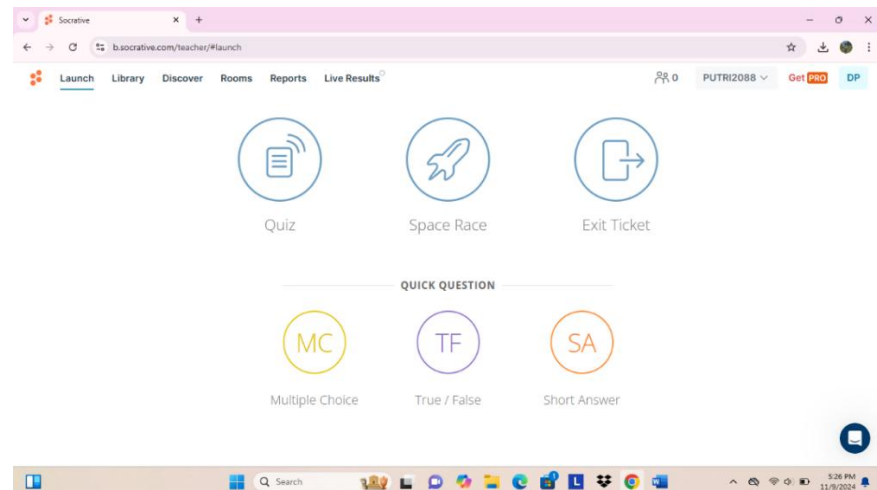 Socrative
b.socrative.com/teacher/#launch
Launch Library Discover Rooms Reports Live Results 0 PUTRI2088 Get PRO DP
Quiz Space Race Exit Ticket
QUICK QUESTION
MC TF SA
Multiple Choice True / False Short Answer
Search L 5:26 PM
11/9/2024